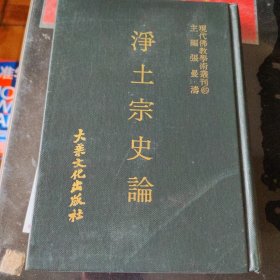 現代佛教學術叢刊
主編張曼濤
淨土宗史論
大乘文化出版社